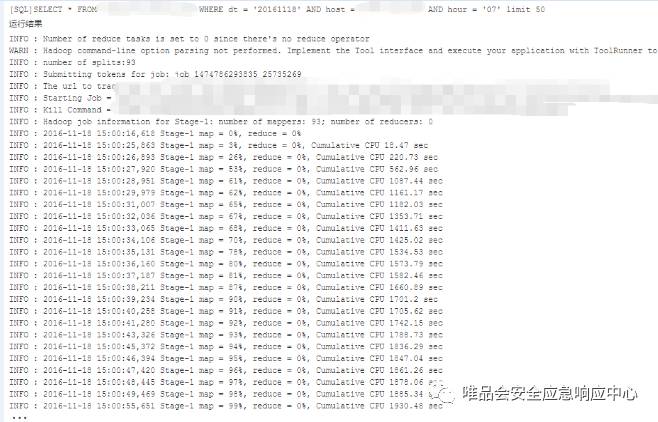 [SQL]SELECT * FROM WHERE dt = '20161118' AND host = AND hour = '07' limit 50
运行结果
INFO : Number of reduce tasks is set to 0 since there's no reduce operator
WARN : Hadoop command-line option parsing not performed. Implement the Tool interface and execute your application with ToolRunner to
INFO : number of splits:93
INFO : Submitting tokens for job: job_1474786293835_25735269
INFO : The url to trac
INFO : Starting Job =
INFO : Kill Command =
INFO : Hadoop job information for Stage-1: number of mappers: 93; number of reducers: 0
INFO : 2016-11-18 15:00:16,618 Stage-1 map = 0%, reduce = 0%
INFO : 2016-11-18 15:00:25,863 Stage-1 map = 3%, reduce = 0%, Cumulative CPU 18.47 sec
INFO : 2016-11-18 15:00:26,893 Stage-1 map = 26%, reduce = 0%, Cumulative CPU 220.73 sec
INFO : 2016-11-18 15:00:27,920 Stage-1 map = 53%, reduce = 0%, Cumulative CPU 562.96 sec
INFO : 2016-11-18 15:00:28,951 Stage-1 map = 61%, reduce = 0%, Cumulative CPU 1087.44 sec
INFO : 2016-11-18 15:00:29,979 Stage-1 map = 62%, reduce = 0%, Cumulative CPU 1161.17 sec
INFO : 2016-11-18 15:00:31,007 Stage-1 map = 65%, reduce = 0%, Cumulative CPU 1182.03 sec
INFO : 2016-11-18 15:00:32,036 Stage-1 map = 67%, reduce = 0%, Cumulative CPU 1353.71 sec
INFO : 2016-11-18 15:00:33,065 Stage-1 map = 68%, reduce = 0%, Cumulative CPU 1411.63 sec
INFO : 2016-11-18 15:00:34,106 Stage-1 map = 70%, reduce = 0%, Cumulative CPU 1425.02 sec
INFO : 2016-11-18 15:00:35,131 Stage-1 map = 78%, reduce = 0%, Cumulative CPU 1534.53 sec
INFO : 2016-11-18 15:00:36,160 Stage-1 map = 80%, reduce = 0%, Cumulative CPU 1573.79 sec
INFO : 2016-11-18 15:00:37,187 Stage-1 map = 81%, reduce = 0%, Cumulative CPU 1582.46 sec
INFO : 2016-11-18 15:00:38,211 Stage-1 map = 87%, reduce = 0%, Cumulative CPU 1660.89 sec
INFO : 2016-11-18 15:00:39,234 Stage-1 map = 90%, reduce = 0%, Cumulative CPU 1701.2 sec
INFO : 2016-11-18 15:00:40,258 Stage-1 map = 91%, reduce = 0%, Cumulative CPU 1705.62 sec
INFO : 2016-11-18 15:00:41,280 Stage-1 map = 92%, reduce = 0%, Cumulative CPU 1742.15 sec
INFO : 2016-11-18 15:00:43,326 Stage-1 map = 93%, reduce = 0%, Cumulative CPU 1788.73 sec
INFO : 2016-11-18 15:00:45,372 Stage-1 map = 94%, reduce = 0%, Cumulative CPU 1836.29 sec
INFO : 2016-11-18 15:00:46,394 Stage-1 map = 95%, reduce = 0%, Cumulative CPU 1847.04 sec
INFO : 2016-11-18 15:00:47,420 Stage-1 map = 96%, reduce = 0%, Cumulative CPU 1861.26 sec
INFO : 2016-11-18 15:00:48,445 Stage-1 map = 97%, reduce = 0%, Cumulative CPU 1878.06 sec
INFO : 2016-11-18 15:00:49,469 Stage-1 map = 98%, reduce = 0%, Cumulative CPU 1885.34 sec
INFO : 2016-11-18 15:00:55,651 Stage-1 map = 99%, reduce = 0%, Cumulative CPU 1930.48 sec
...
唯品会安全应急响应中心